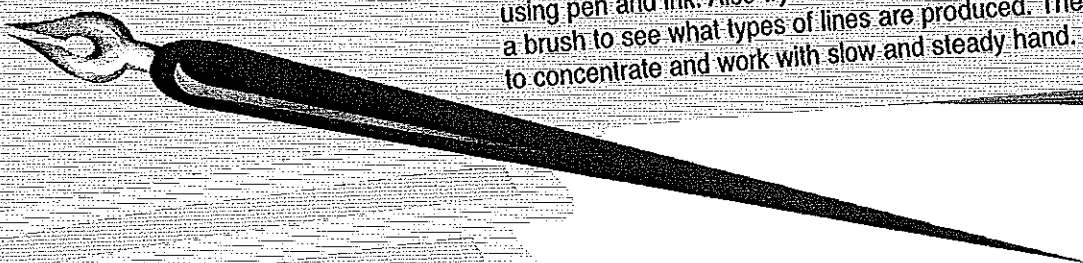 using pen and ink. Also
a brush to see what types of lines are produced. The
to concentrate and work with slow and steady hand.